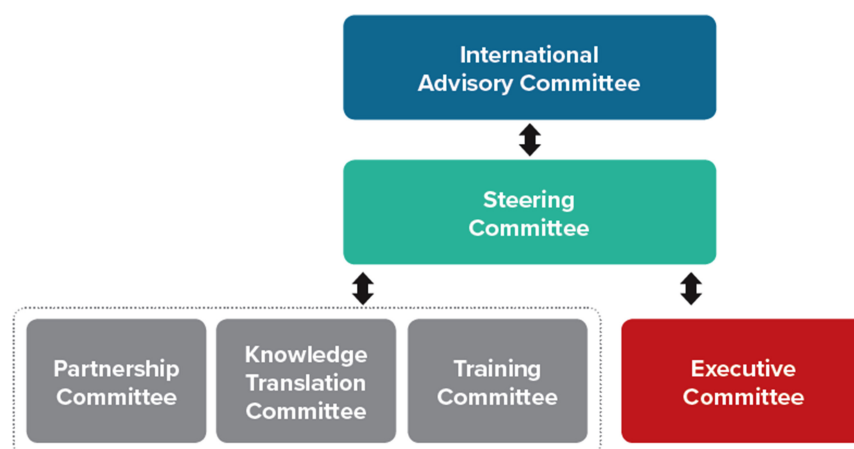 International
Advisory Committee
Steering
Committee
Partnership
Committee
Knowledge
Translation
Committee
Training
Committee
Executive
Committee